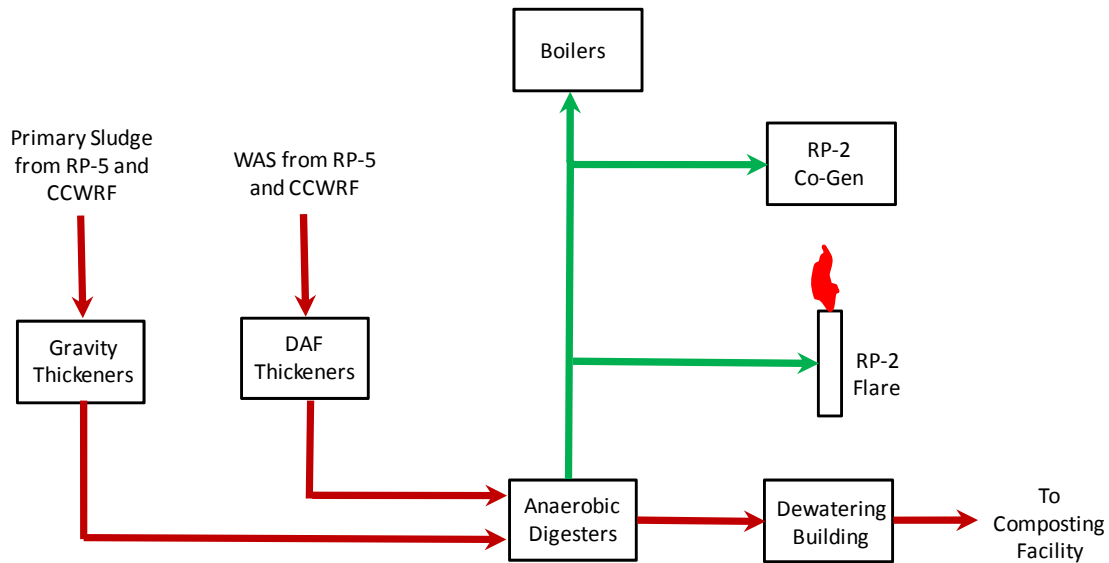 Boilers
Primary Sludge
from RP-5 and
CCWRF
WAS from RP-5
and CCWRF
RP-2
Co-Gen
Gravity
Thickeners
DAF
Thickeners
RP-2
Flare
Anaerobic
Digesters
Dewatering
Building
To
Composting
Facility